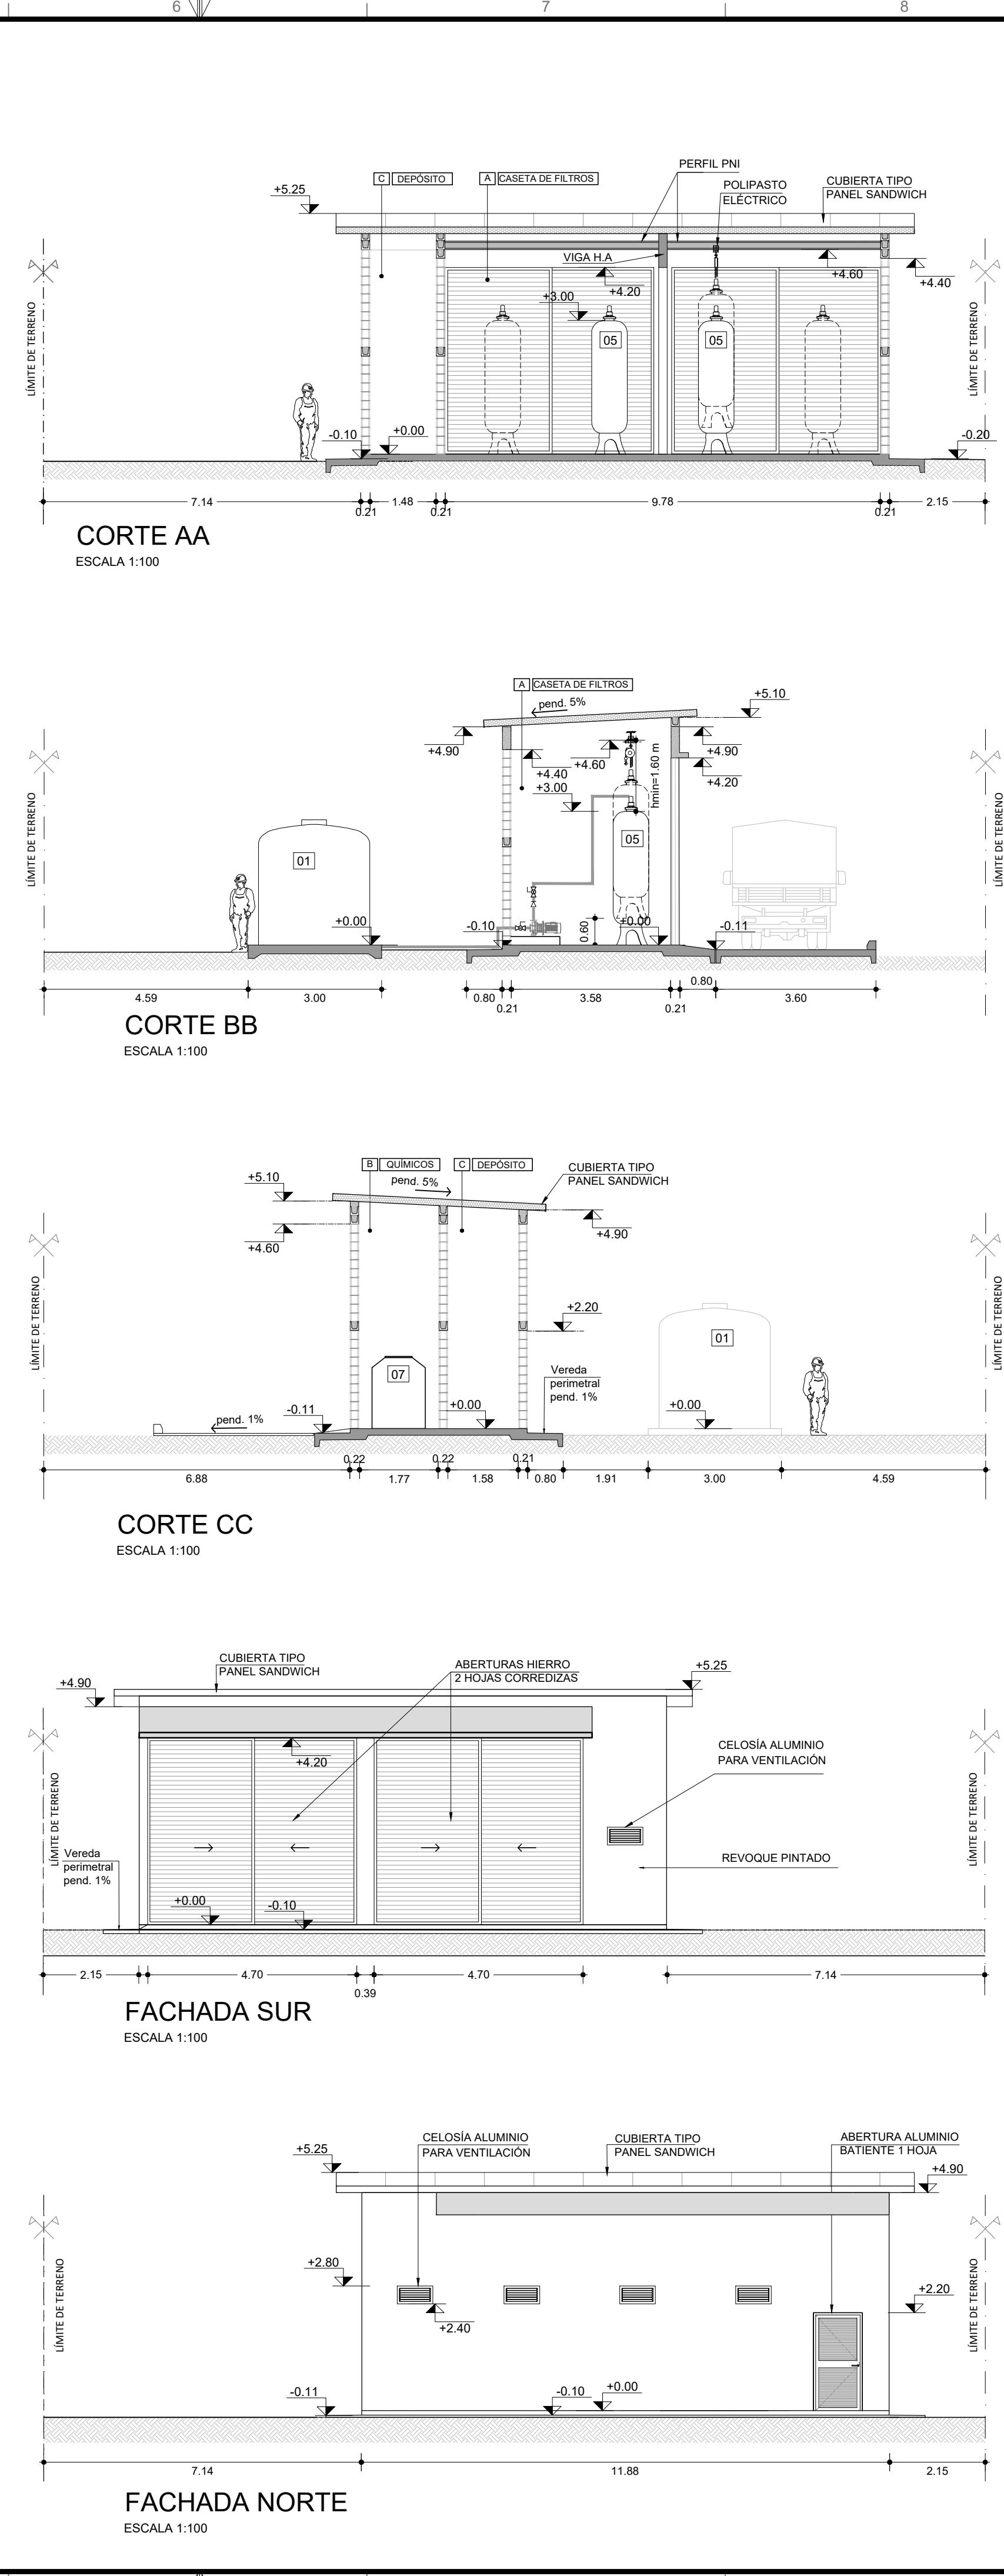 6
7
8
PERFIL PNI
C DEPÓSITO
A CASETA DE FILTROS
POLIPASTO
ELÉCTRICO
CUBIERTA TIPO
PANEL SANDWICH
+5.25
VIGA H.A
+4.60
+4.40
+4.20
+3.00
05
05
LÍMITE DE TERRENO
LÍMITE DE TERRENO
-0.10
+0.00
-0.20
7.14
0.21
1.48
0.21
9.78
0.21
2.15
CORTE AA
ESCALA 1:100
A CASETA DE FILTROS
pend. 5%
+5.10
+4.90
+4.90
+4.40
+4.60
+4.20
+3.00
hmin=1.60 m
LÍMITE DE TERRENO
LÍMITE DE TERRENO
01
05
+0.00
-0.10
0.60
+0.00
-0.11
4.59
3.00
0.80
0.21
3.58
0.21
0.80
3.60
CORTE BB
ESCALA 1:100
B QUÍMICOS
C DEPÓSITO
CUBIERTA TIPO
PANEL SANDWICH
+5.10
pend. 5%
+4.60
+4.90
LÍMITE DE TERRENO
LÍMITE DE TERRENO
+2.20
01
07
Vereda
perimetral
pend. 1%
pend. 1%
-0.11
+0.00
+0.00
6.88
0.22
1.77
0.22
1.58
0.21
0.80
1.91
3.00
4.59
CORTE CC
ESCALA 1:100
CUBIERTA TIPO
PANEL SANDWICH
ABERTURAS HIERRO
2 HOJAS CORREDIZAS
+5.25
+4.90
+4.20
CELOSÍA ALUMINIO
PARA VENTILACIÓN
LÍMITE DE TERRENO
LÍMITE DE TERRENO
Vereda
perimetral
pend. 1%
REVOQUE PINTADO
+0.00
-0.10
2.15
4.70
0.39
4.70
7.14
FACHADA SUR
ESCALA 1:100
CELOSÍA ALUMINIO
PARA VENTILACIÓN
CUBIERTA TIPO
PANEL SANDWICH
ABERTURA ALUMINIO
BATIENTE 1 HOJA
+5.25
+4.90
+2.80
+2.40
+2.20
LÍMITE DE TERRENO
LÍMITE DE TERRENO
-0.11
-0.10
+0.00
7.14
11.88
2.15
FACHADA NORTE
ESCALA 1:100